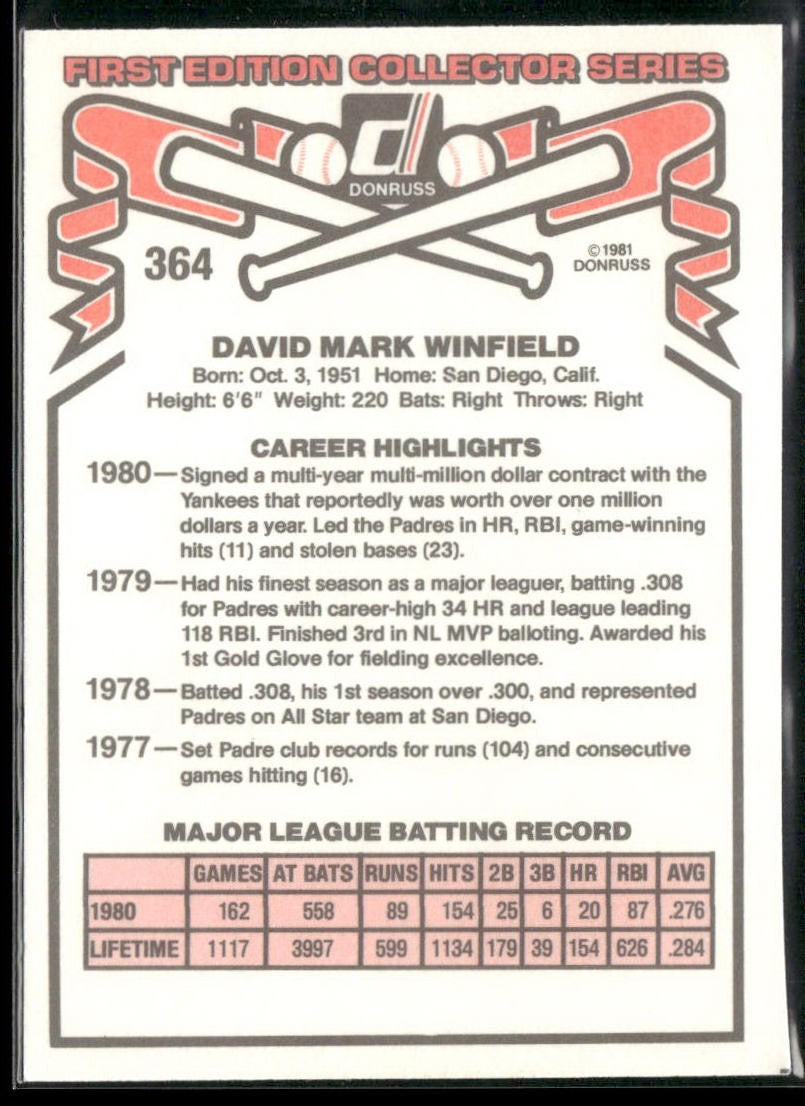 FIRST EDITION COLLECTOR SERIES
d
DONRUSS
364
©1981
DONRUSS
DAVID MARK WINFIELD
Born: Oct. 3, 1951 Home: San Diego, Calif.
Height: 6'6" Weight: 220 Bats: Right Throws: Right
CAREER HIGHLIGHTS
1980—Signed a multi-year multi-million dollar contract with the
Yankees that reportedly was worth over one million
dollars a year. Led the Padres in HR, RBI, game-winning
hits (11) and stolen bases (23).
1979—Had his finest season as a major leaguer, batting .308
for Padres with career-high 34 HR and league leading
118 RBI. Finished 3rd in NL MVP balloting. Awarded his
1st Gold Glove for fielding excellence.
1978—Batted .308, his 1st season over .300, and represented
Padres on All Star team at San Diego.
1977—Set Padre club records for runs (104) and consecutive
games hitting (16).
MAJOR LEAGUE BATTING RECORD
GAMES AT BATS RUNS HITS 2B 3B HR RBI AVG
1980 162 558 89 154 25 6 20 87 .276
LIFETIME 1117 3997 599 1134 179 39 154 626 .284